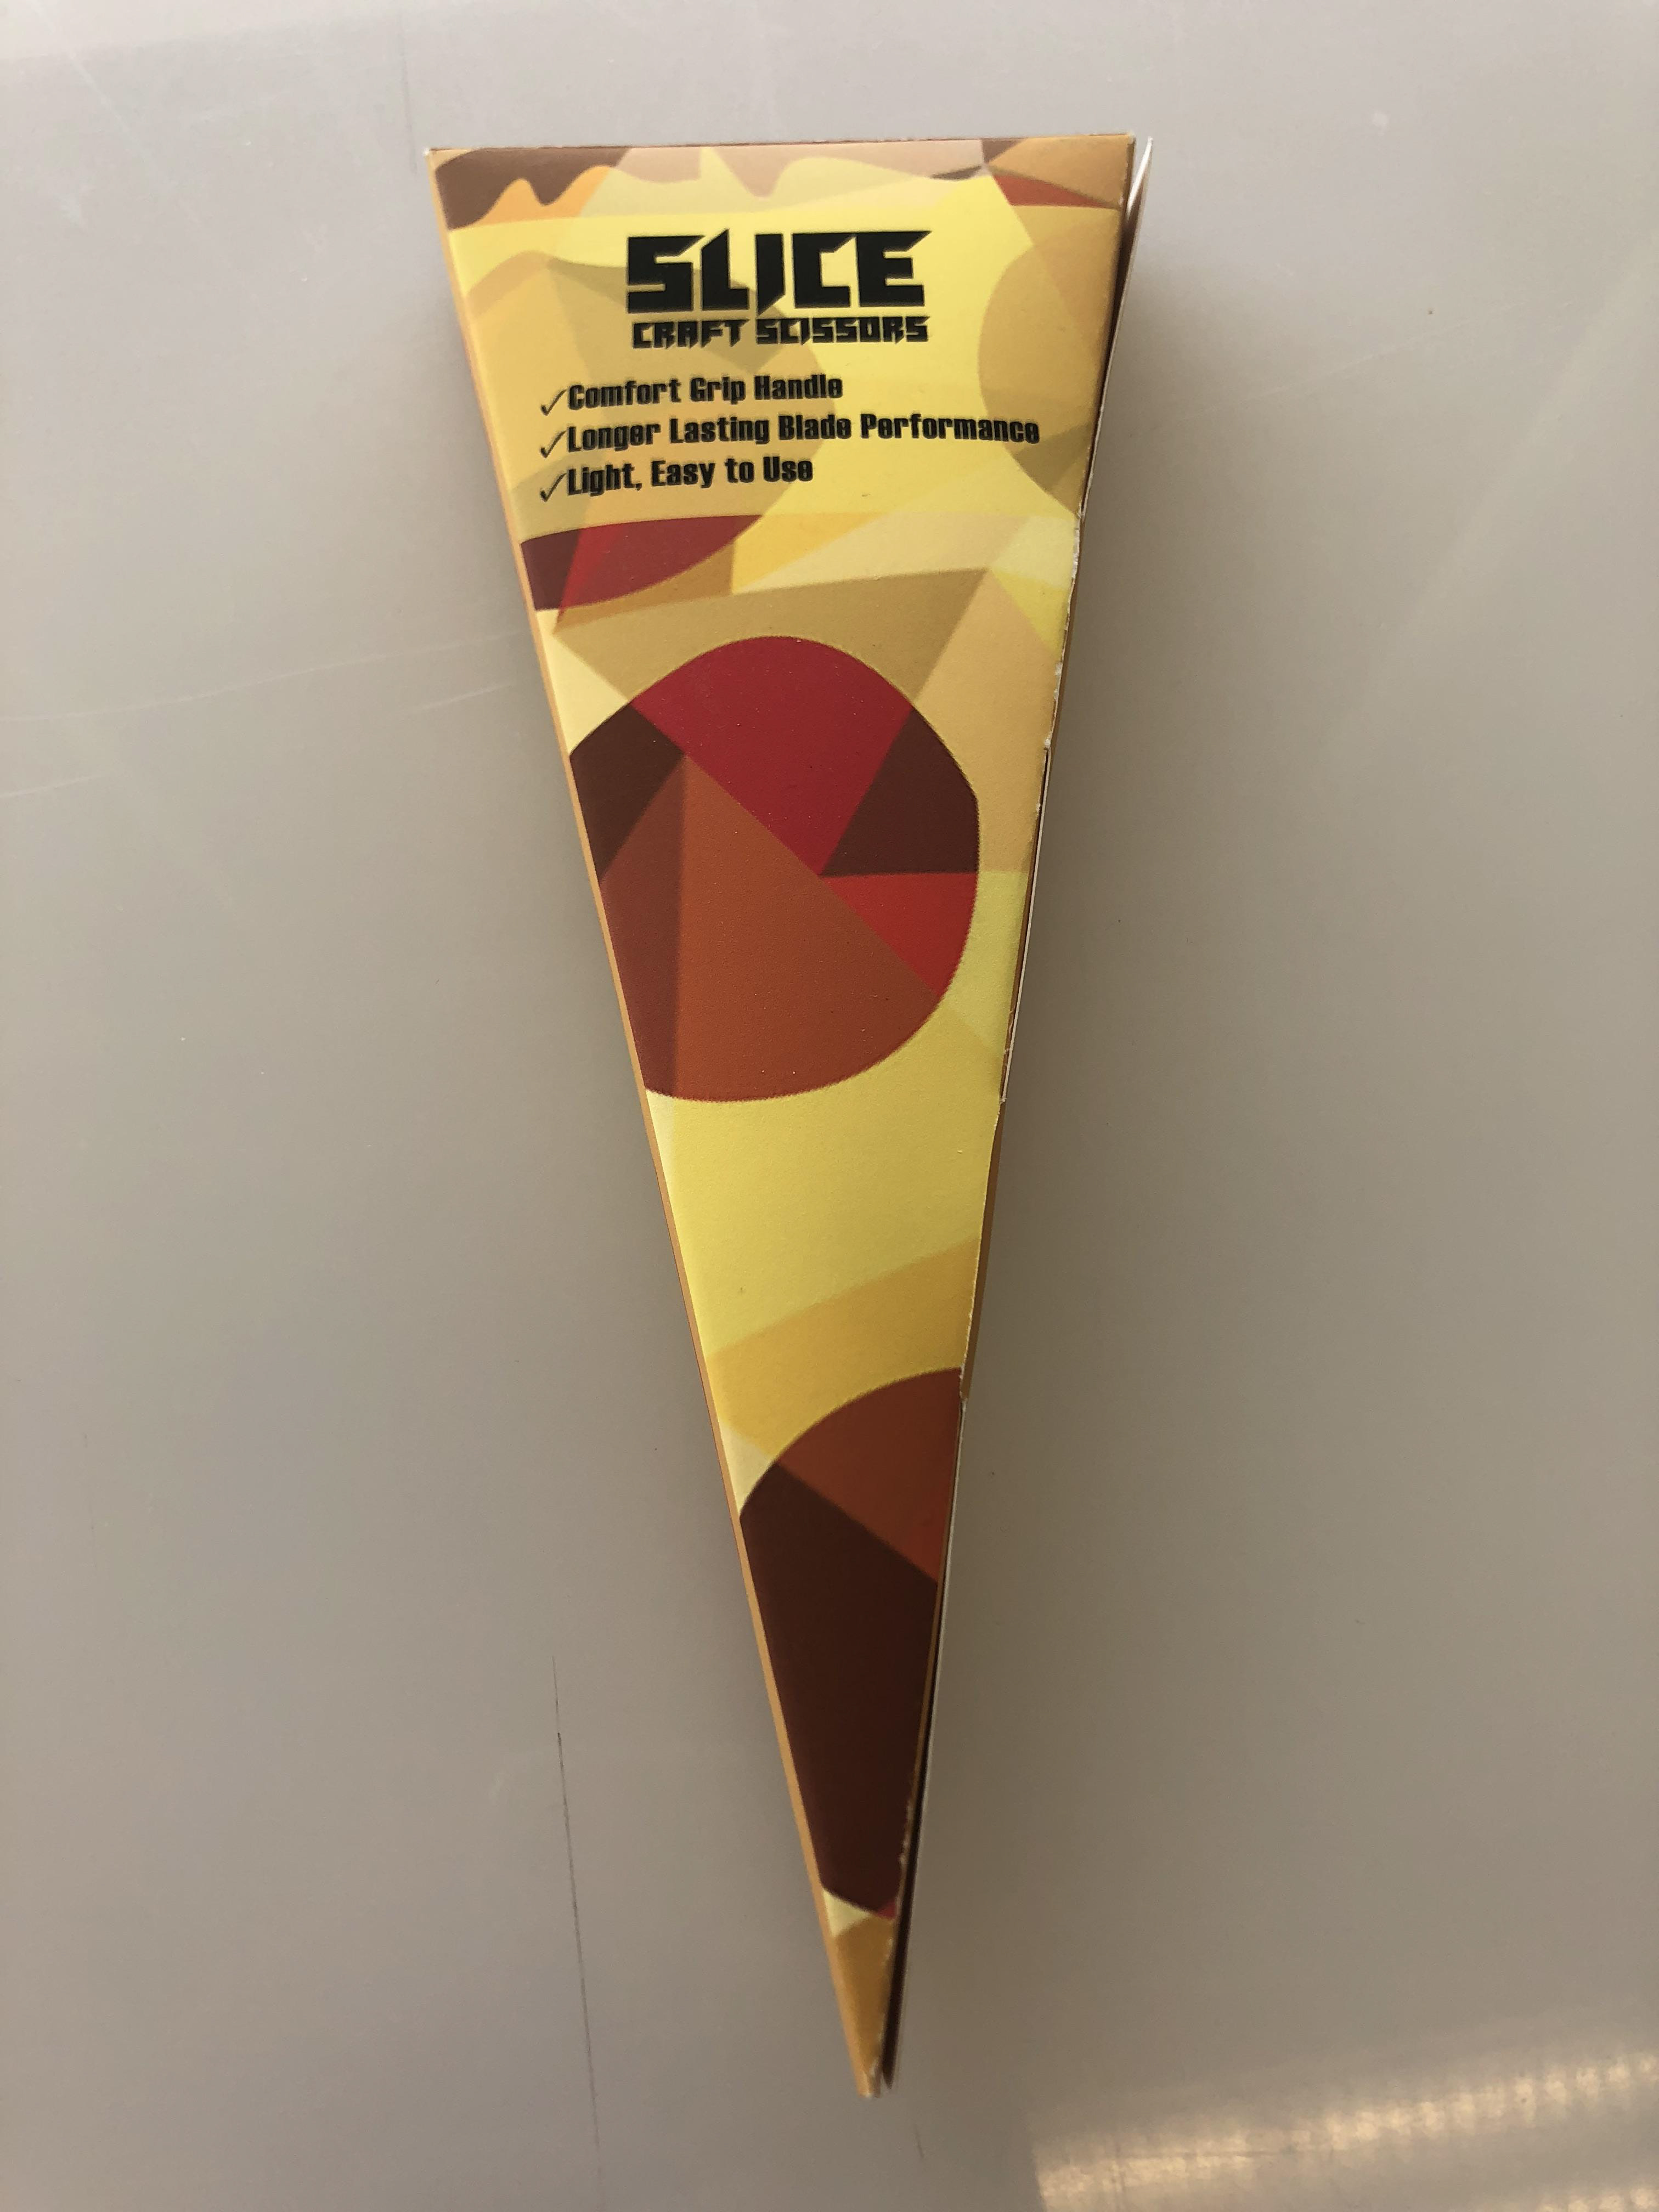 SLICE
CRAFT SCISSORS
✓Comfort Grip Handle
✓Longer Lasting Blade Performance
✓Light, Easy to Use